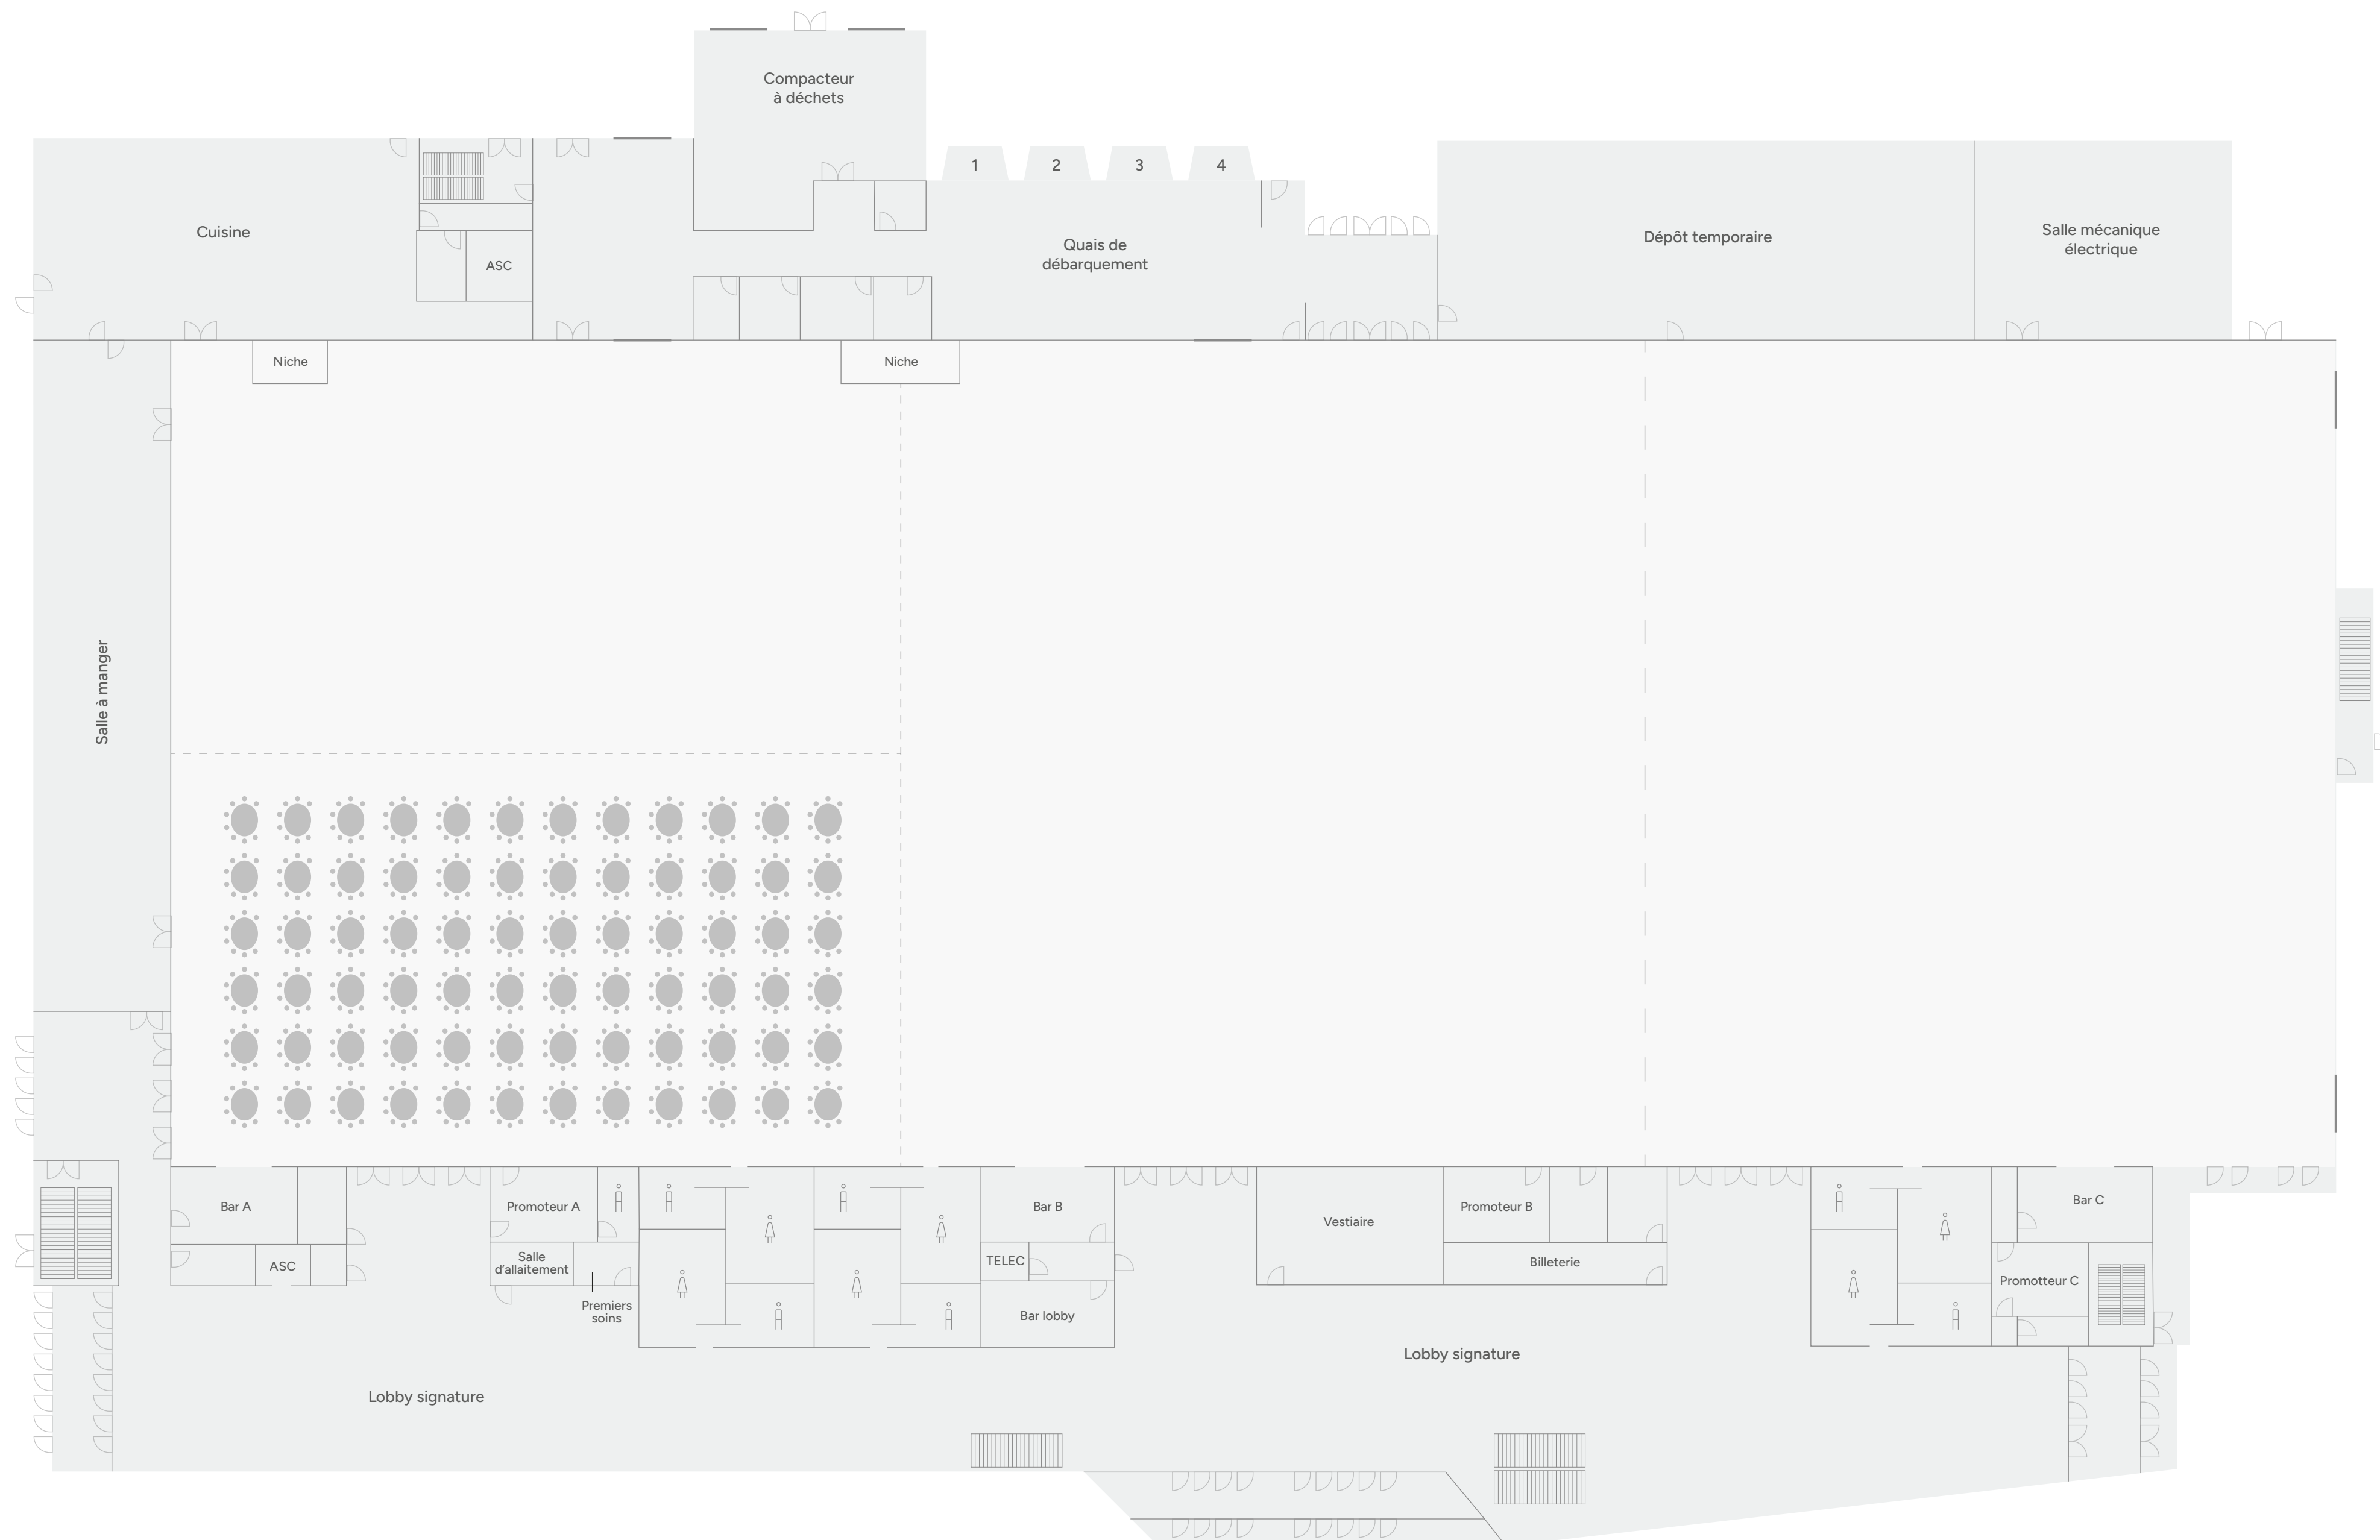 Compacteur
à déchets
1
2
3
4
Cuisine
ASC
Quais de
débarquement
Dépôt temporaire
Salle mécanique
électrique
Niche
Niche
Salle à manger
Bar A
ASC
Promoteur A
Salle
d'allaitement
Premiers
soins
Bar B
TELEC
Bar lobby
Vestiaire
Promoteur B
Billeterie
Bar C
Promotteur C
Lobby signature
Lobby signature